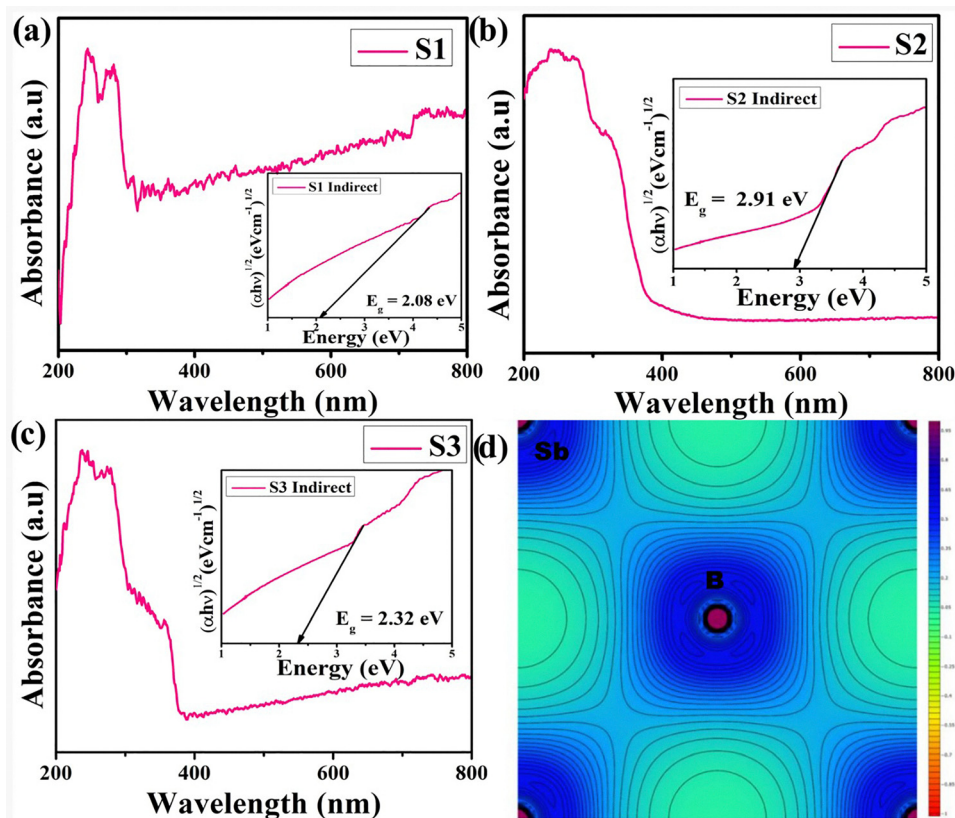 (a)
S1
Absorbance (a.u)
S1 Indirect
(αhν)^1/2 (eVcm^-1)^1/2
E_g = 2.08 eV
1 2 3 4 5
Energy (eV)
200 400 600 800
Wavelength (nm)
(b)
S2
Absorbance (a.u)
S2 Indirect
(αhν)^1/2 (eVcm^-1)^1/2
E_g = 2.91 eV
1 2 3 4 5
Energy (eV)
200 400 600 800
Wavelength (nm)
(c)
S3
Absorbance (a.u)
S3 Indirect
(αhν)^1/2 (eVcm^-1)^1/2
E_g = 2.32 eV
1 2 3 4 5
Energy (eV)
200 400 600 800
Wavelength (nm)
(d)
Sb
B